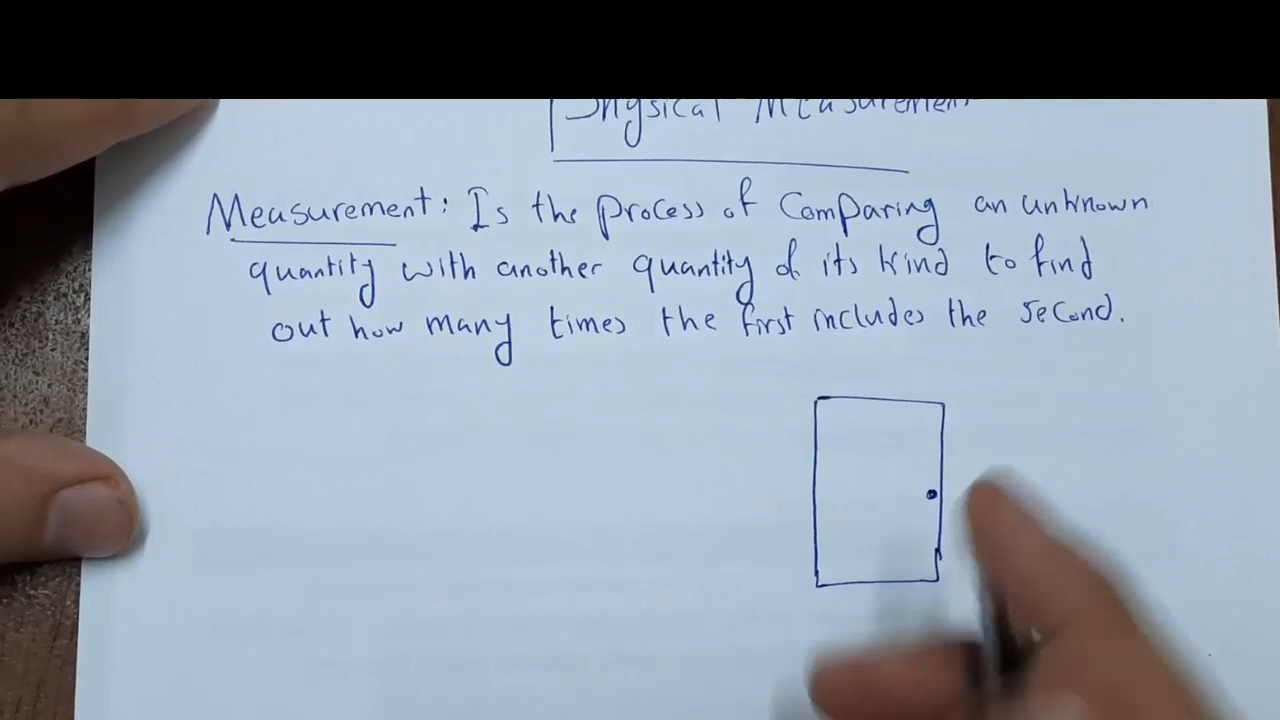 Physical Measurement
Measurement: Is the process of Comparing an unknown
quantity with another quantity of its kind to find
out how many times the first includes the second.